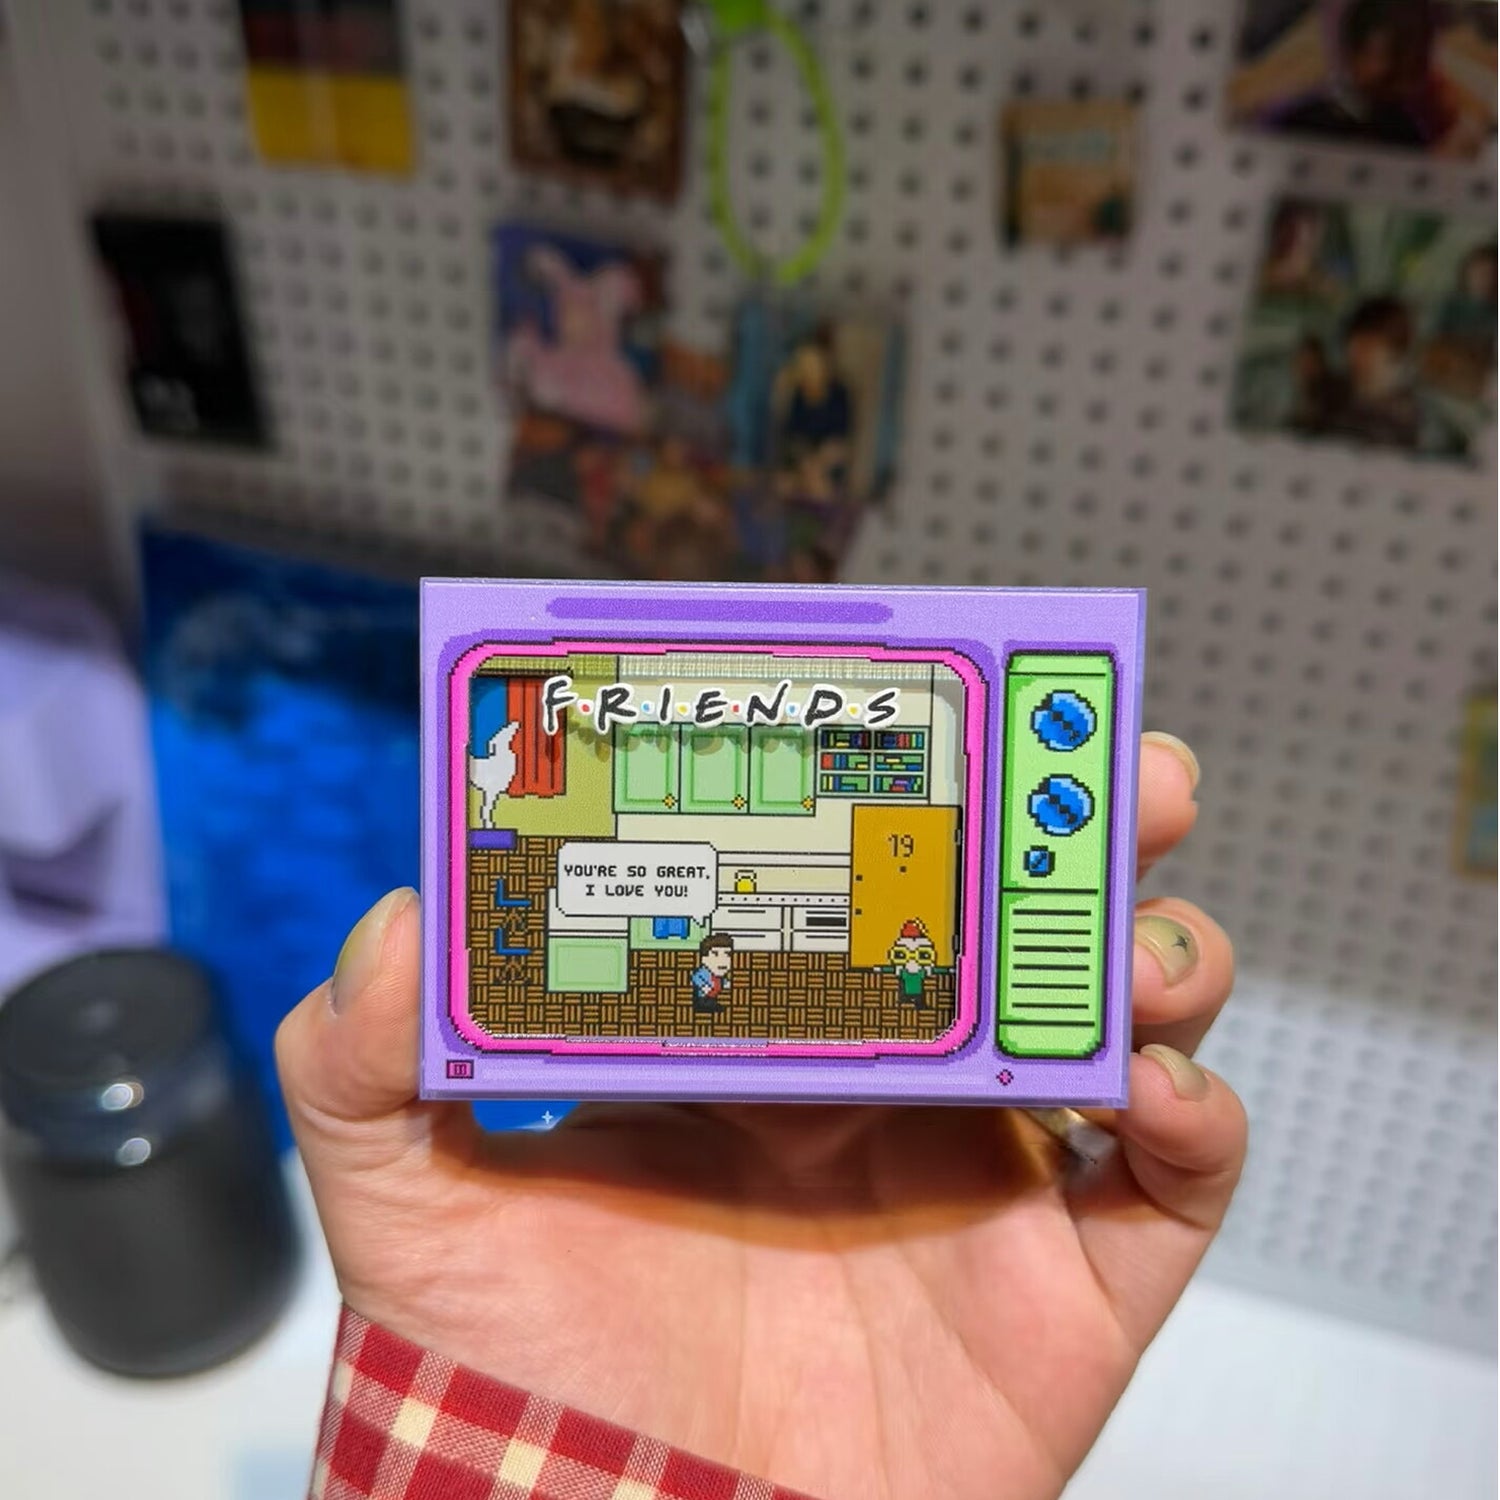 F•R•I•E•N•D•S
YOU'RE SO GREAT.
I LOVE YOU!
19